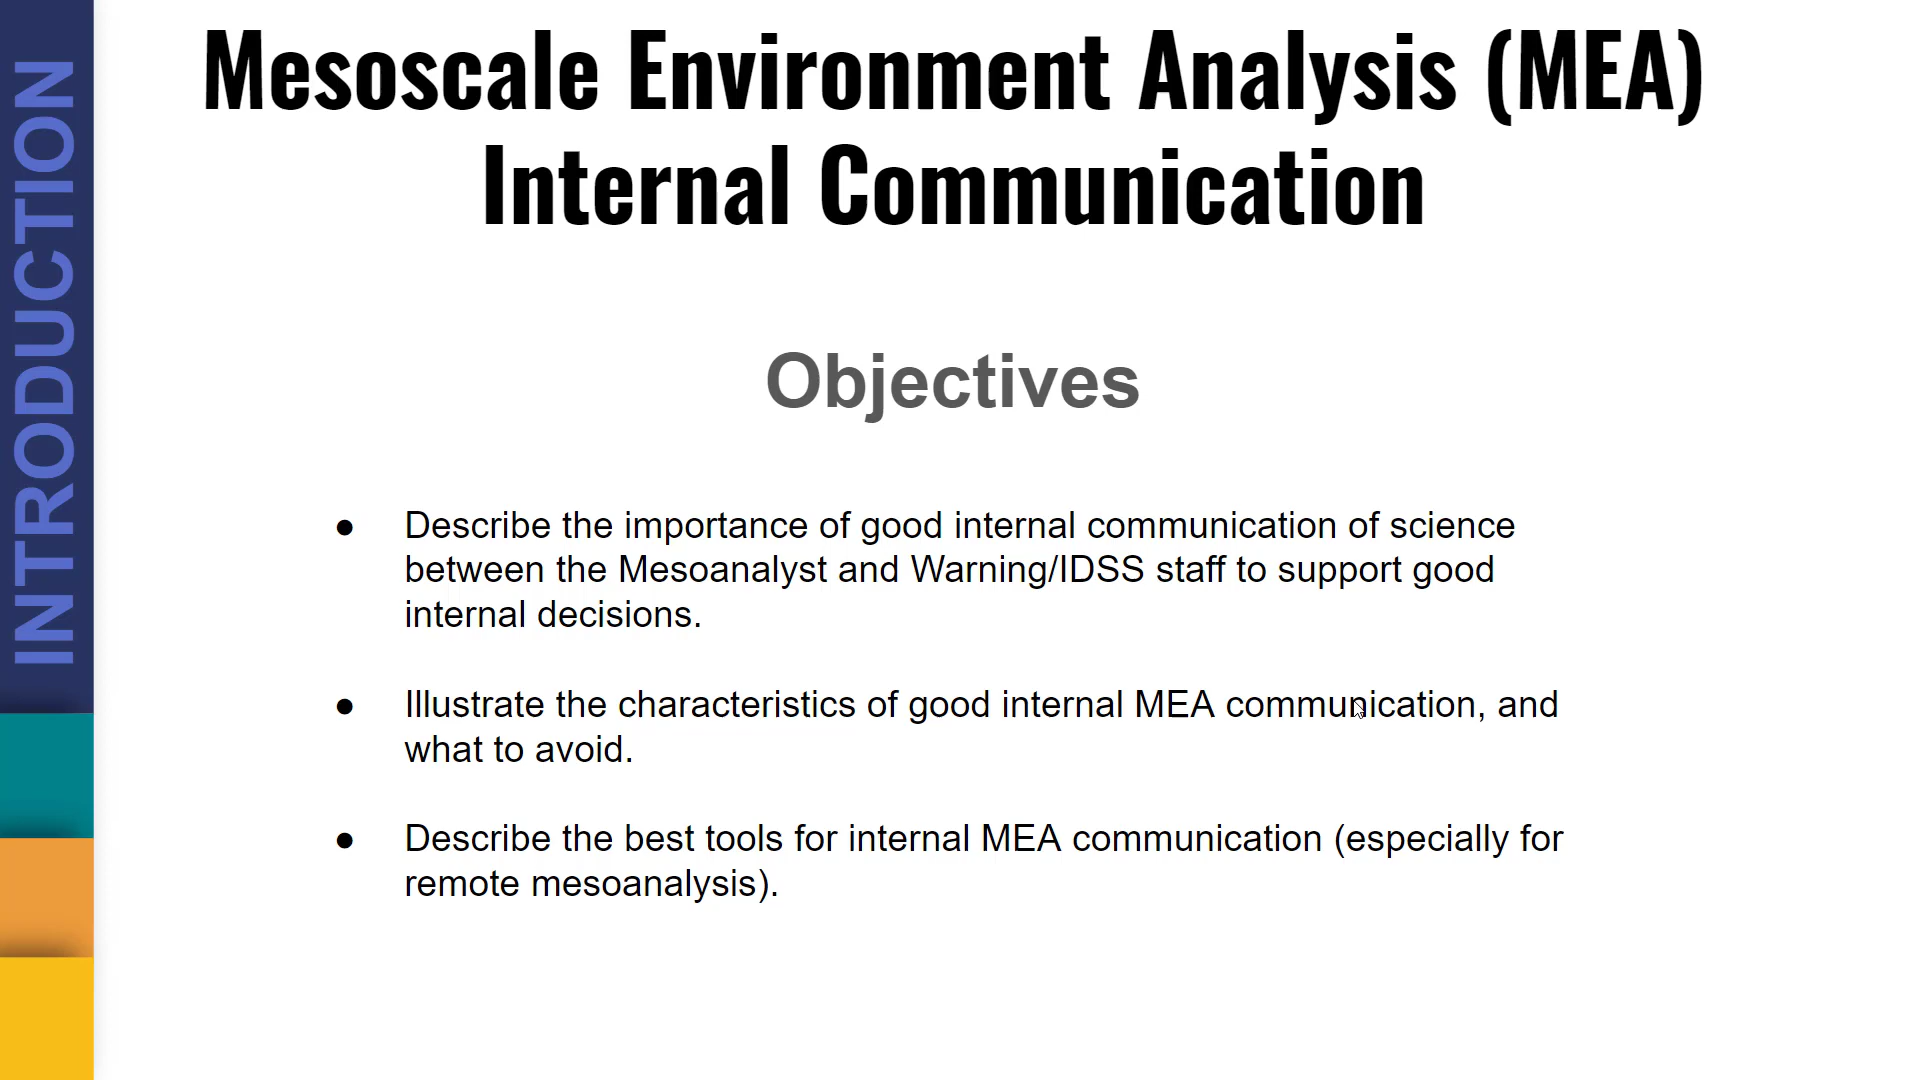 INTRODUCTION
Mesoscale Environment Analysis (MEA)
Internal Communication
Objectives
● Describe the importance of good internal communication of science
between the Mesoanalyst and Warning/IDSS staff to support good
internal decisions.
● Illustrate the characteristics of good internal MEA communication, and
what to avoid.
● Describe the best tools for internal MEA communication (especially for
remote mesoanalysis).